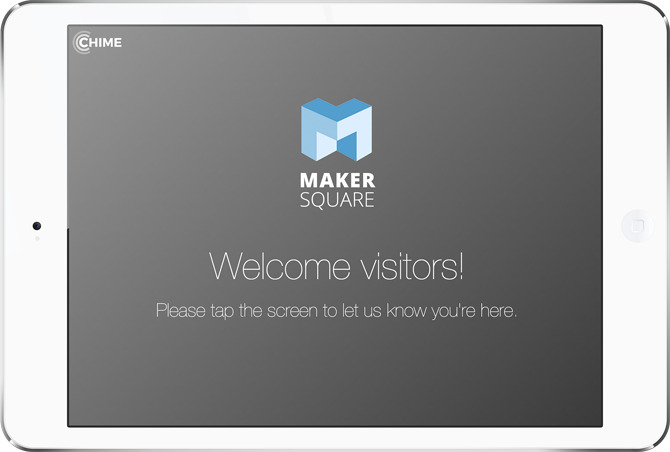 CHIME
MAKER
SQUARE
Welcome visitors!
Please tap the screen to let us know you're here.